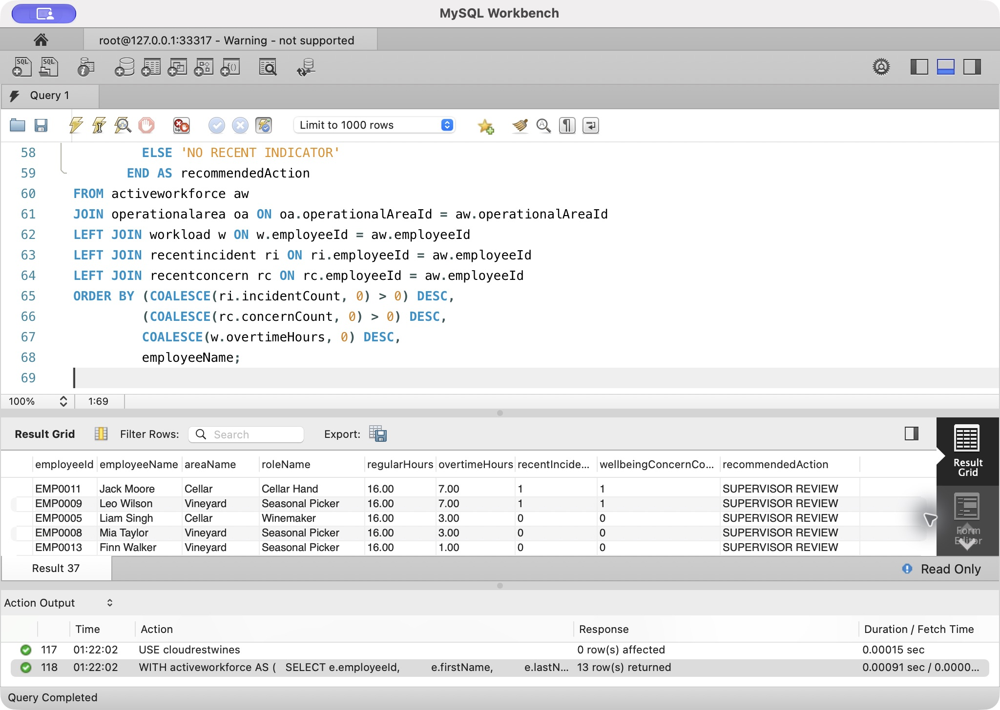 MySQL Workbench
root@127.0.0.1:33317 - Warning - not supported
SQL SQL
f()
Query 1
Limit to 1000 rows
58 ELSE 'NO RECENT INDICATOR'
59 END AS recommendedAction
60 FROM activeworkforce aw
61 JOIN operationalarea oa ON oa.operationalAreaId = aw.operationalAreaId
62 LEFT JOIN workload w ON w.employeeId = aw.employeeId
63 LEFT JOIN recentincident ri ON ri.employeeId = aw.employeeId
64 LEFT JOIN recentconcern rc ON rc.employeeId = aw.employeeId
65 ORDER BY (COALESCE(ri.incidentCount, 0) > 0) DESC,
66 (COALESCE(rc.concernCount, 0) > 0) DESC,
67 COALESCE(w.overtimeHours, 0) DESC,
68 employeeName;
69
100% 1:69
Result Grid Filter Rows: Search Export:
employeeId employeeName areaName roleName regularHours overtimeHours recentIncide... wellbeingConcernCo... recommendedAction
EMP0011 Jack Moore Cellar Cellar Hand 16.00 7.00 1 1 SUPERVISOR REVIEW
EMP0009 Leo Wilson Vineyard Seasonal Picker 16.00 7.00 1 1 SUPERVISOR REVIEW
EMP0005 Liam Singh Cellar Winemaker 16.00 3.00 0 0 SUPERVISOR REVIEW
EMP0008 Mia Taylor Vineyard Seasonal Picker 16.00 3.00 0 0 SUPERVISOR REVIEW
EMP0013 Finn Walker Vineyard Seasonal Picker 16.00 1.00 0 0 SUPERVISOR REVIEW
Result
Grid
Form
Editor
Result 37 Read Only
Action Output
Time Action Response Duration / Fetch Time
117 01:22:02 USE cloudrestwines 0 row(s) affected 0.00015 sec
118 01:22:02 WITH activeworkforce AS ( SELECT e.employeeId, e.firstName, e.lastN... 13 row(s) returned 0.00091 sec / 0.0000...
Query Completed